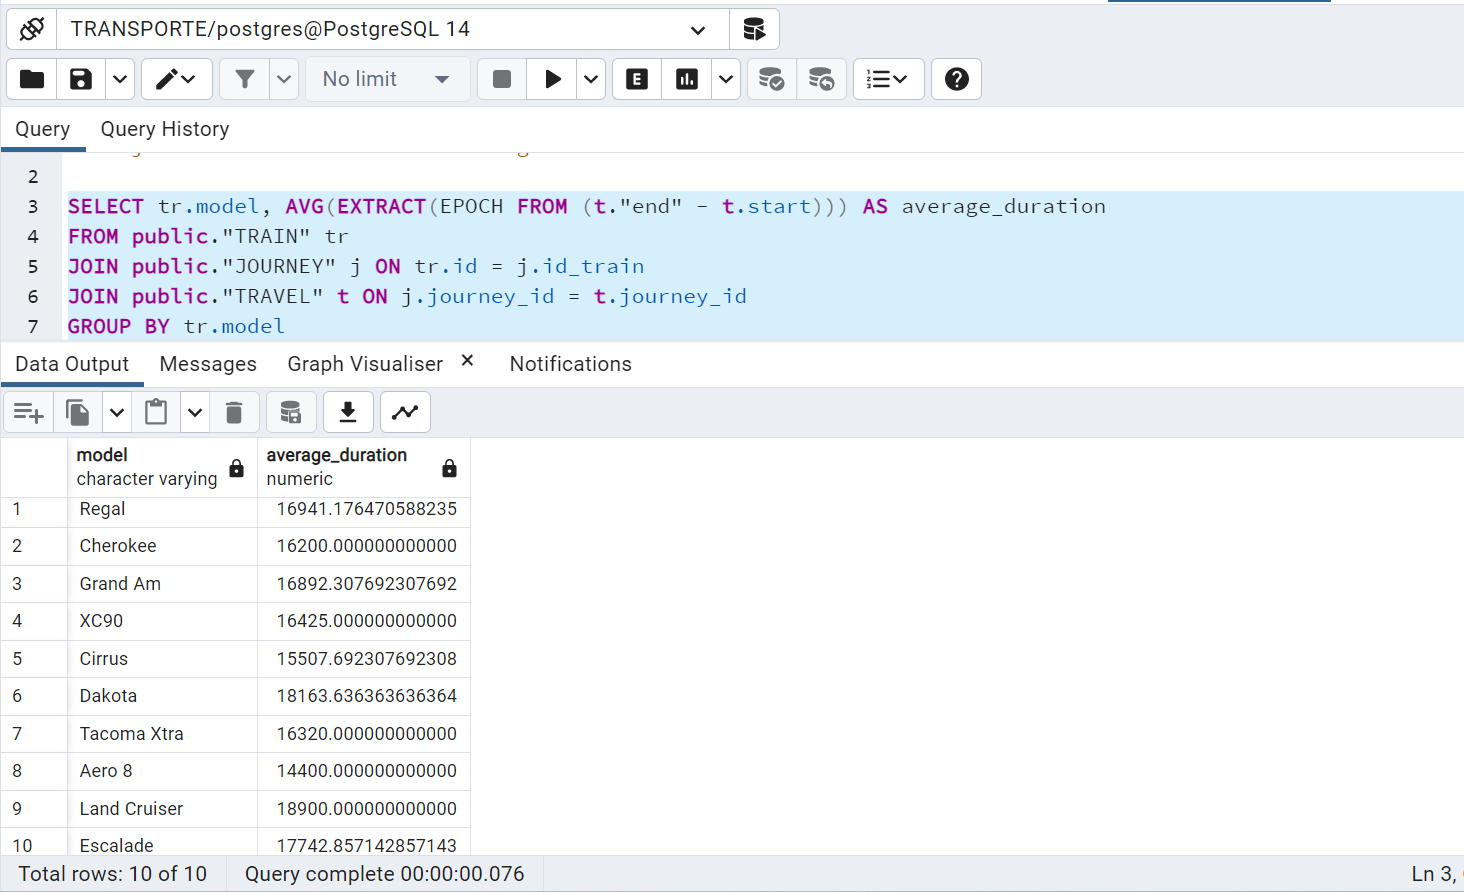 TRANSPORTE/postgres@PostgreSQL 14
No limit
E
Query Query History
2
3 SELECT tr.model, AVG(EXTRACT(EPOCH FROM (t."end" - t.start))) AS average_duration
4 FROM public."TRAIN" tr
5 JOIN public."JOURNEY" j ON tr.id = j.id_train
6 JOIN public."TRAVEL" t ON j.journey_id = t.journey_id
7 GROUP BY tr.model
Data Output Messages Graph Visualiser × Notifications
model average_duration
character varying numeric
1 Regal 16941.176470588235
2 Cherokee 16200.000000000000
3 Grand Am 16892.307692307692
4 XC90 16425.000000000000
5 Cirrus 15507.692307692308
6 Dakota 18163.636363636364
7 Tacoma Xtra 16320.000000000000
8 Aero 8 14400.000000000000
9 Land Cruiser 18900.000000000000
10 Escalade 17742.857142857143
Total rows: 10 of 10 Query complete 00:00:00.076 Ln 3,